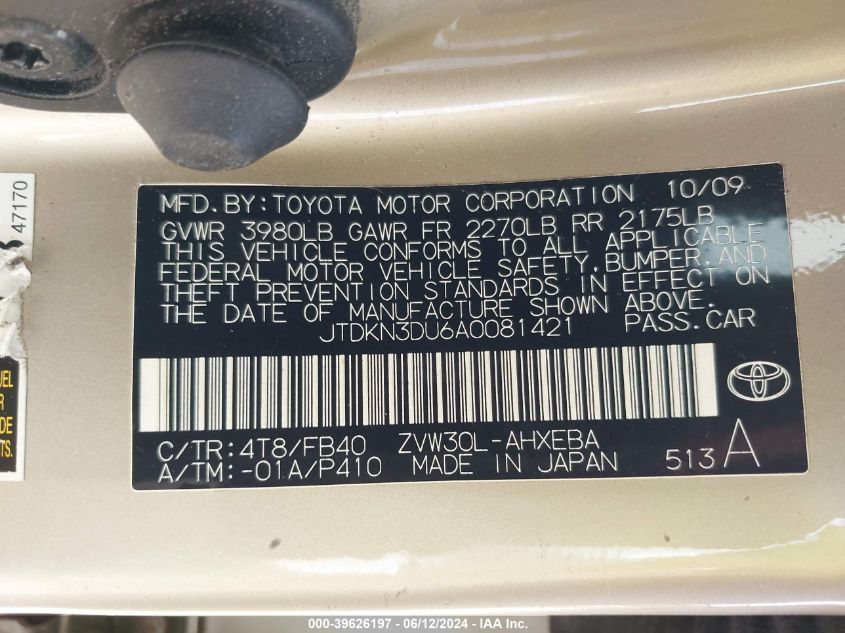 47170
MFD. BY: TOYOTA MOTOR CORPORATION 10/09
GVWR 3980LB GAWR FR 2270LB RR 2175LB
THIS VEHICLE CONFORMS TO ALL APPLICABLE
FEDERAL MOTOR VEHICLE SAFETY, BUMPER, AND
THEFT PREVENTION STANDARDS IN EFFECT ON
THE DATE OF MANUFACTURE SHOWN ABOVE.
JTDKN3DU6A0081421 PASS. CAR
C/TR: 4T8/FB40 ZVW30L-AHXEBA
A/TM: -01A/P410 MADE IN JAPAN 513 A
000-39626197 - 06/12/2024 - IAA Inc.